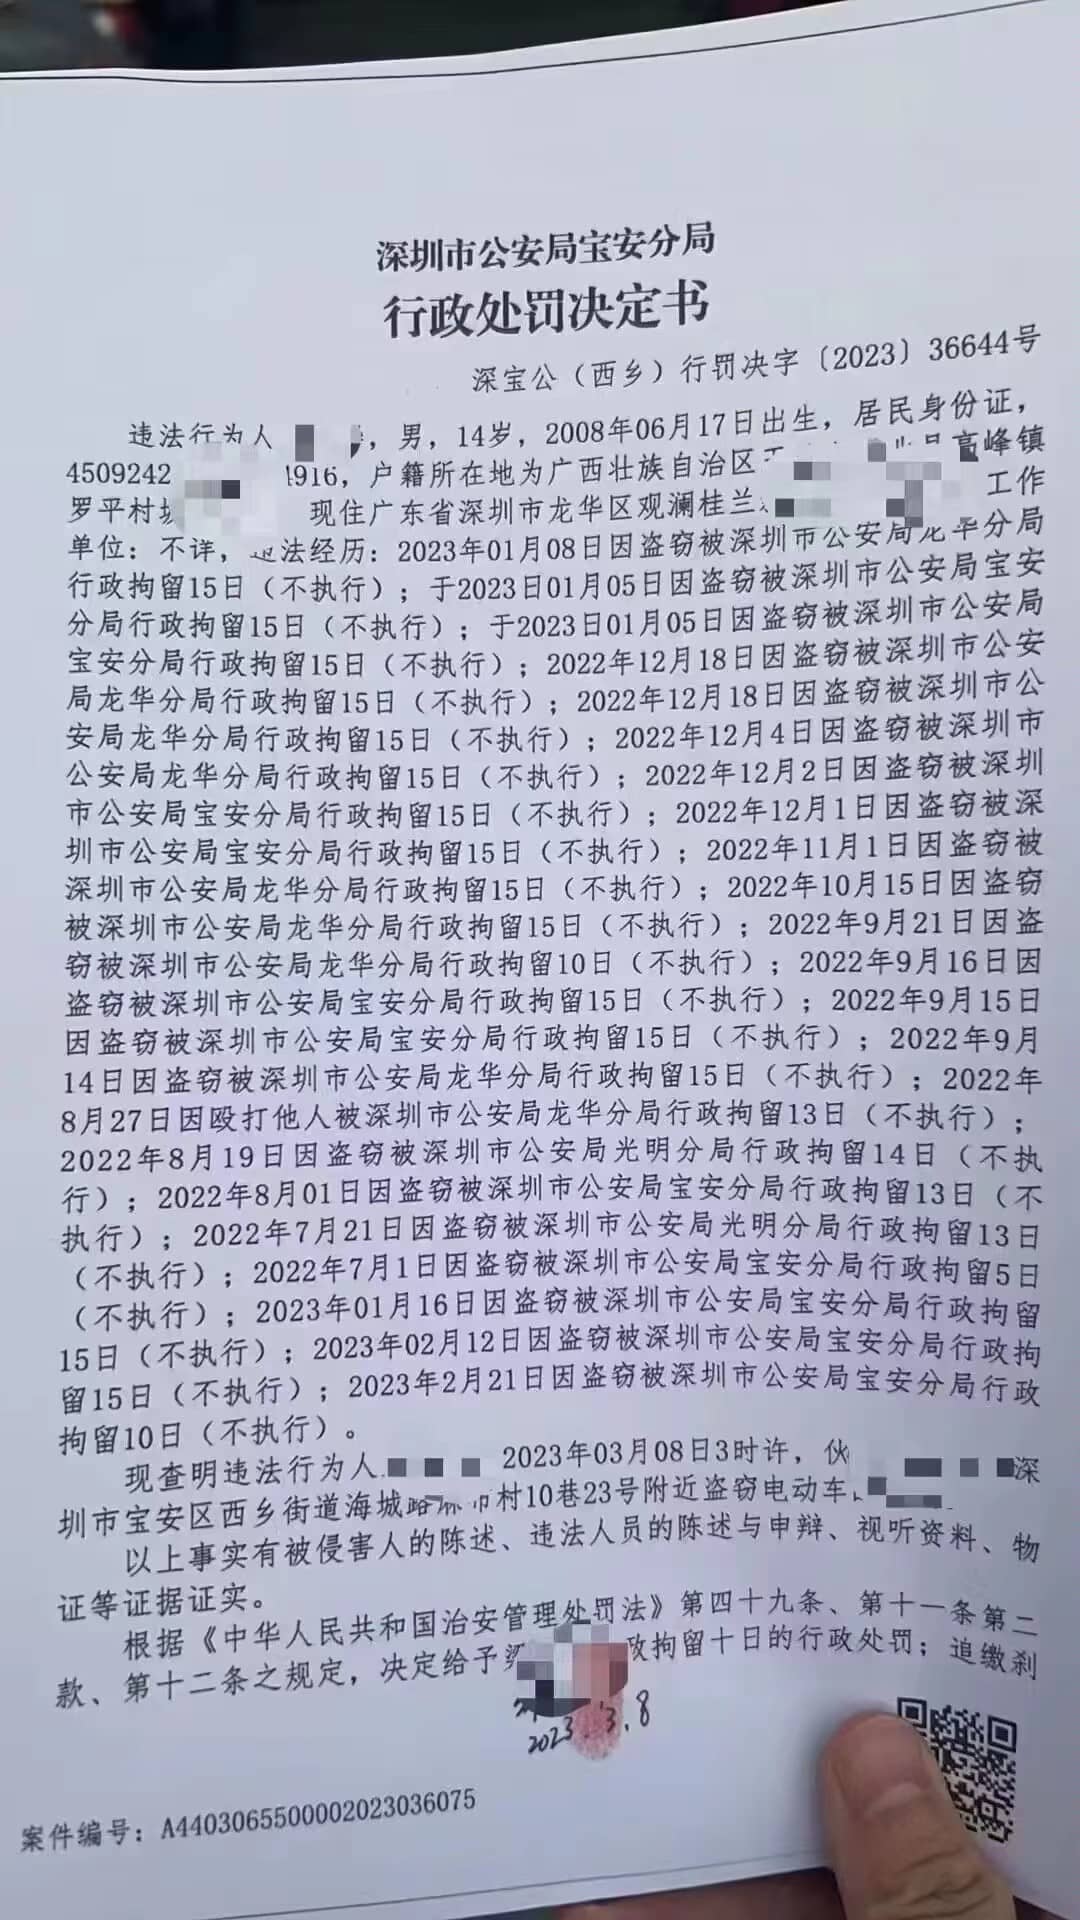 深圳市公安局宝安分局
行政处罚决定书
深宝公（西乡）行罚决字〔2023〕36644号
违法行为人，男，14岁，2008年06月17日出生，居民身份证，
4509242 4916，户籍所在地为广西壮族自治区 高峰镇
罗平村 现住广东省深圳市龙华区观澜桂兰 工作
单位：不详，违法经历：2023年01月08日因盗窃被深圳市公安局龙华分局
行政拘留15日（不执行）；于2023日01月05日因盗窃被深圳市公安局宝安
分局行政拘留15日（不执行）；于2023日01月05日因盗窃被深圳市公安局
宝安分局行政拘留15日（不执行）；2022年12月18日因盗窃被深圳市公安
局龙华分局行政拘留15日（不执行）；2022年12月18日因盗窃被深圳市公
安局龙华分局行政拘留15日（不执行）；2022年12月4日因盗窃被深圳市
公安局龙华分局行政拘留15日（不执行）；2022年12月2日因盗窃被深圳
市公安局宝安分局行政拘留15日（不执行）；2022年12月1日因盗窃被深
圳市公安局宝安分局行政拘留15日（不执行）；2022年11月1日因盗窃被
深圳市公安局龙华分局行政拘留15日（不执行）；2022年10月15日因盗窃
被深圳市公安局龙华分局行政拘留15日（不执行）；2022年9月21日因盗
窃被深圳市公安局龙华分局行政拘留10日（不执行）；2022年9月16日因
盗窃被深圳市公安局宝安分局行政拘留15日（不执行）；2022年9月15日
因盗窃被深圳市公安局宝安分局行政拘留15日（不执行）；2022年9月
14日因盗窃被深圳市公安局龙华分局行政拘留15日（不执行）；2022年
8月27日因殴打他人被深圳市公安局龙华分局行政拘留13日（不执行）；
2022年8月19日因盗窃被深圳市公安局光明分局行政拘留14日（不执
行）；2022年8月01日因盗窃被深圳市公安局宝安分局行政拘留13日（不
执行）；2022年7月21日因盗窃被深圳市公安局光明分局行政拘留13日
（不执行）；2022年7月1日因盗窃被深圳市公安局宝安分局行政拘留5日
（不执行）；2023年01月16日因盗窃被深圳市公安局宝安分局行政拘留
15日（不执行）；2023年02月12日因盗窃被深圳市公安局宝安分局行政拘
留15日（不执行）；2023年2月21日因盗窃被深圳市公安局宝安分局行政
拘留10日（不执行）。
现查明违法行为人 2023年03月08日3时许，伙 深
圳市宝安区西乡街道海城路 村10巷23号附近盗窃电动车
以上事实有被侵害人的陈述、违法人员的陈述与申辩、视听资料、物
证等证据证实。
根据《中华人民共和国治安管理处罚法》第四十九条、第十一条第二
款、第十二条之规定，决定给予梁 政拘留十日的行政处罚；追缴刹
2023.3.8
案件编号：A4403065500002023036075